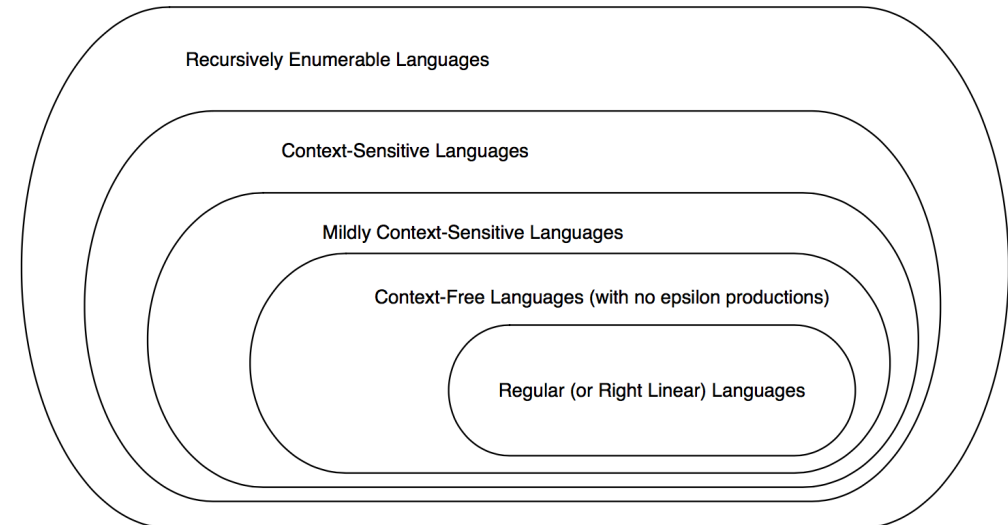 Recursively Enumerable Languages
Context-Sensitive Languages
Mildly Context-Sensitive Languages
Context-Free Languages (with no epsilon productions)
Regular (or Right Linear) Languages